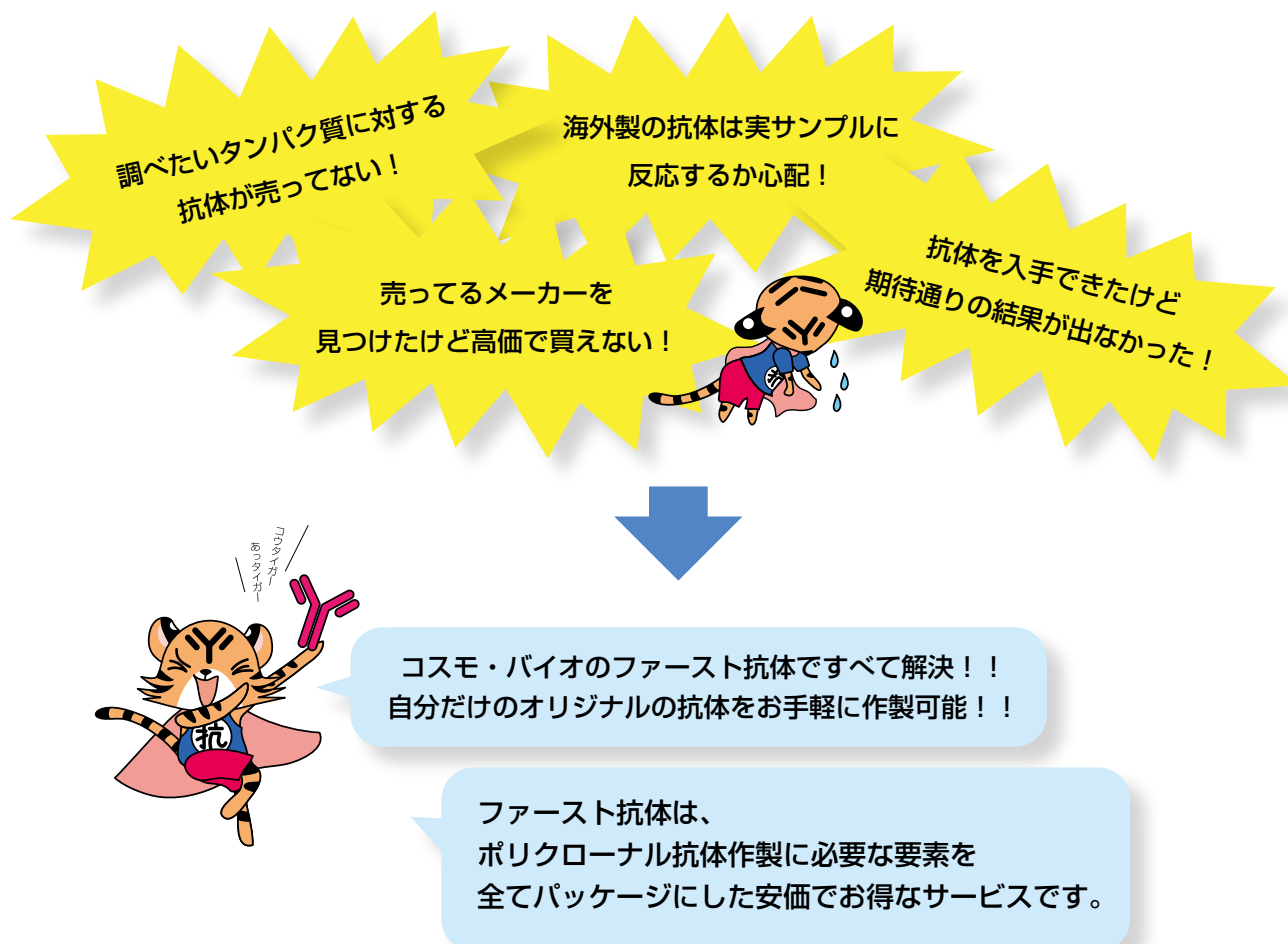 調べたいタンパク質に対する
抗体が売ってない！
海外製の抗体は実サンプルに
反応するか心配！
売ってるメーカーを
見つけたけど高価で買えない！
抗体を入手できたけど
期待通りの結果が出なかった！
抗
コウタイガー
あっタイガー
抗
コスモ・バイオのファースト抗体ですべて解決！！
自分だけのオリジナルの抗体をお手軽に作製可能！！
ファースト抗体は、
ポリクローナル抗体作製に必要な要素を
全てパッケージにした安価でお得なサービスです。